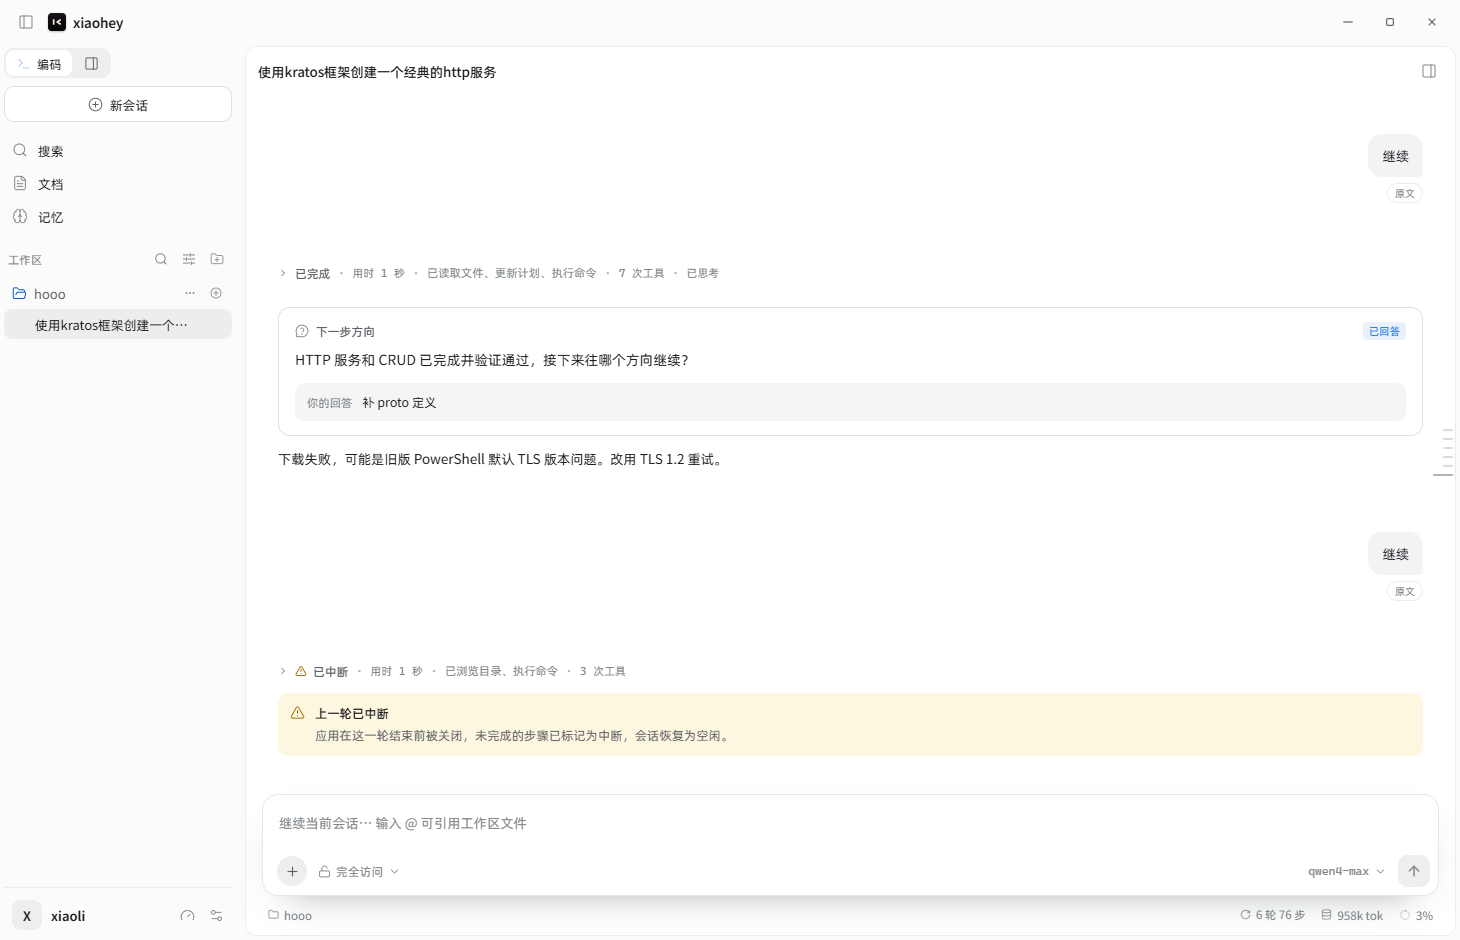 xiaohey
编码
新会话
搜索
文档
记忆
工作区
hooo
使用kratos框架创建一个…
X xiaoli
使用kratos框架创建一个经典的http服务
继续
原文
已完成 · 用时 1 秒 · 已读取文件、更新计划、执行命令 · 7 次工具 · 已思考
下一步方向
已回答
HTTP 服务和 CRUD 已完成并验证通过，接下来往哪个方向继续？
你的回答 补 proto 定义
下载失败，可能是旧版 PowerShell 默认 TLS 版本问题。改用 TLS 1.2 重试。
继续
原文
已中断 · 用时 1 秒 · 已浏览目录、执行命令 · 3 次工具
上一轮已中断
应用在这一轮结束前被关闭，未完成的步骤已标记为中断，会话恢复为空闲。
继续当前会话… 输入 @ 可引用工作区文件
完全访问
qwen4-max
hooo
6 轮 76 步
958k tok
3%